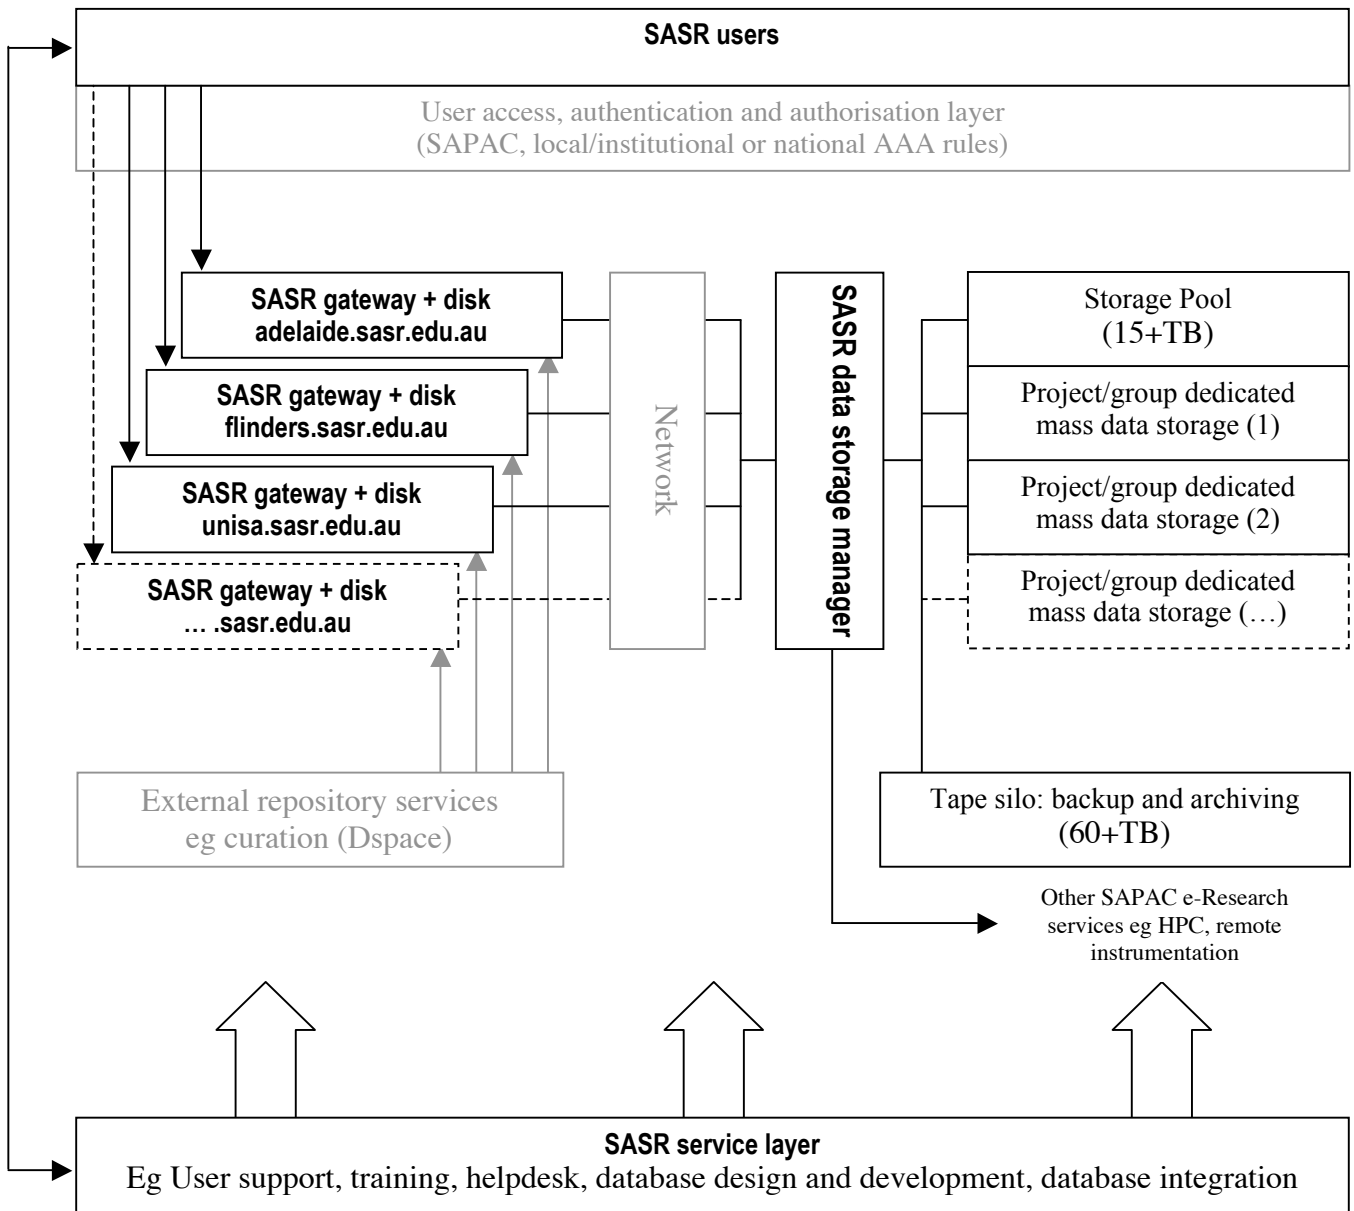 SASR users
User access, authentication and authorisation layer
(SAPAC, local/institutional or national AAA rules)
SASR gateway + disk
adelaide.sasr.edu.au
SASR gateway + disk
flinders.sasr.edu.au
SASR gateway + disk
unisa.sasr.edu.au
SASR gateway + disk
… .sasr.edu.au
Network
SASR data storage manager
Storage Pool
(15+TB)
Project/group dedicated
mass data storage (1)
Project/group dedicated
mass data storage (2)
Project/group dedicated
mass data storage (…)
External repository services
eg curation (Dspace)
Tape silo: backup and archiving
(60+TB)
Other SAPAC e-Research
services eg HPC, remote
instrumentation
SASR service layer
Eg User support, training, helpdesk, database design and development, database integration